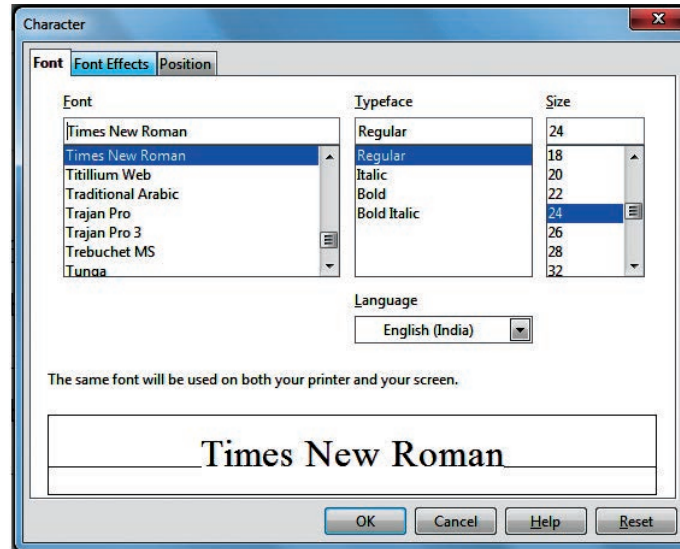 Character
Font Font Effects Position
Font Typeface Size
Times New Roman Regular 24
Times New Roman Regular 18
Titillium Web Italic 20
Traditional Arabic Bold 22
Trajan Pro Bold Italic 24
Trajan Pro 3 26
Trebuchet MS 28
Tunga 32
Language
English (India)
The same font will be used on both your printer and your screen.
Times New Roman
OK Cancel Help Reset